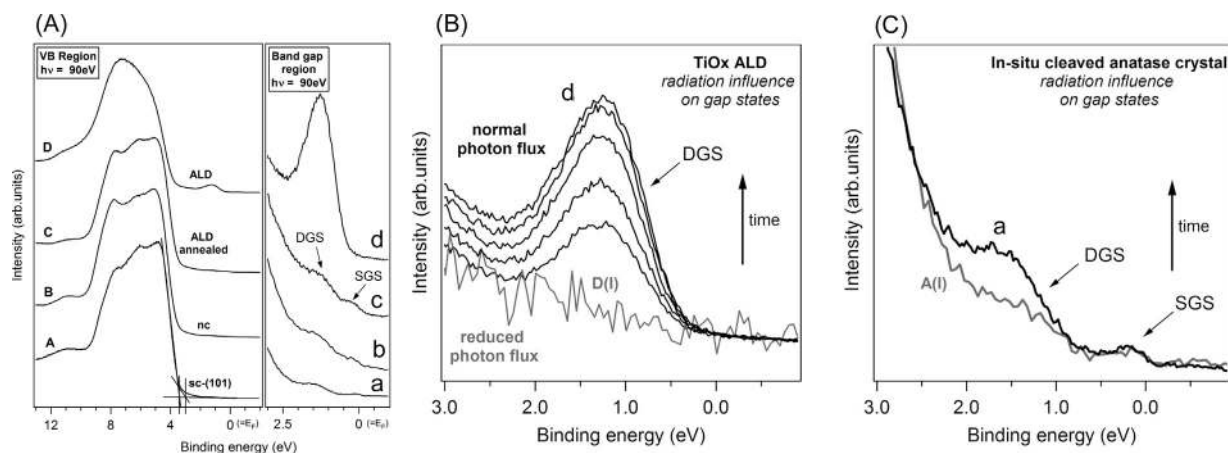 (A)
VB Region
hν = 90eV
Intensity (arb.units)
D
ALD
C
ALD
annealed
B
nc
A
sc-(101)
12
8
4
0 (=EF)
Binding energy (eV)
Band gap
region
hν = 90eV
d
DGS
SGS
c
b
a
2.5
0 (=EF)
(B)
TiOx ALD
radiation influence
on gap states
d
normal
photon flux
DGS
time
D(I)
reduced
photon flux
Intensity (arb.units)
3.0
2.0
1.0
0.0
Binding energy (eV)
(C)
In-situ cleaved anatase crystal
radiation influence
on gap states
a
DGS
time
A(I)
SGS
Intensity (arb.units)
3.0
2.0
1.0
0.0
Binding energy (eV)